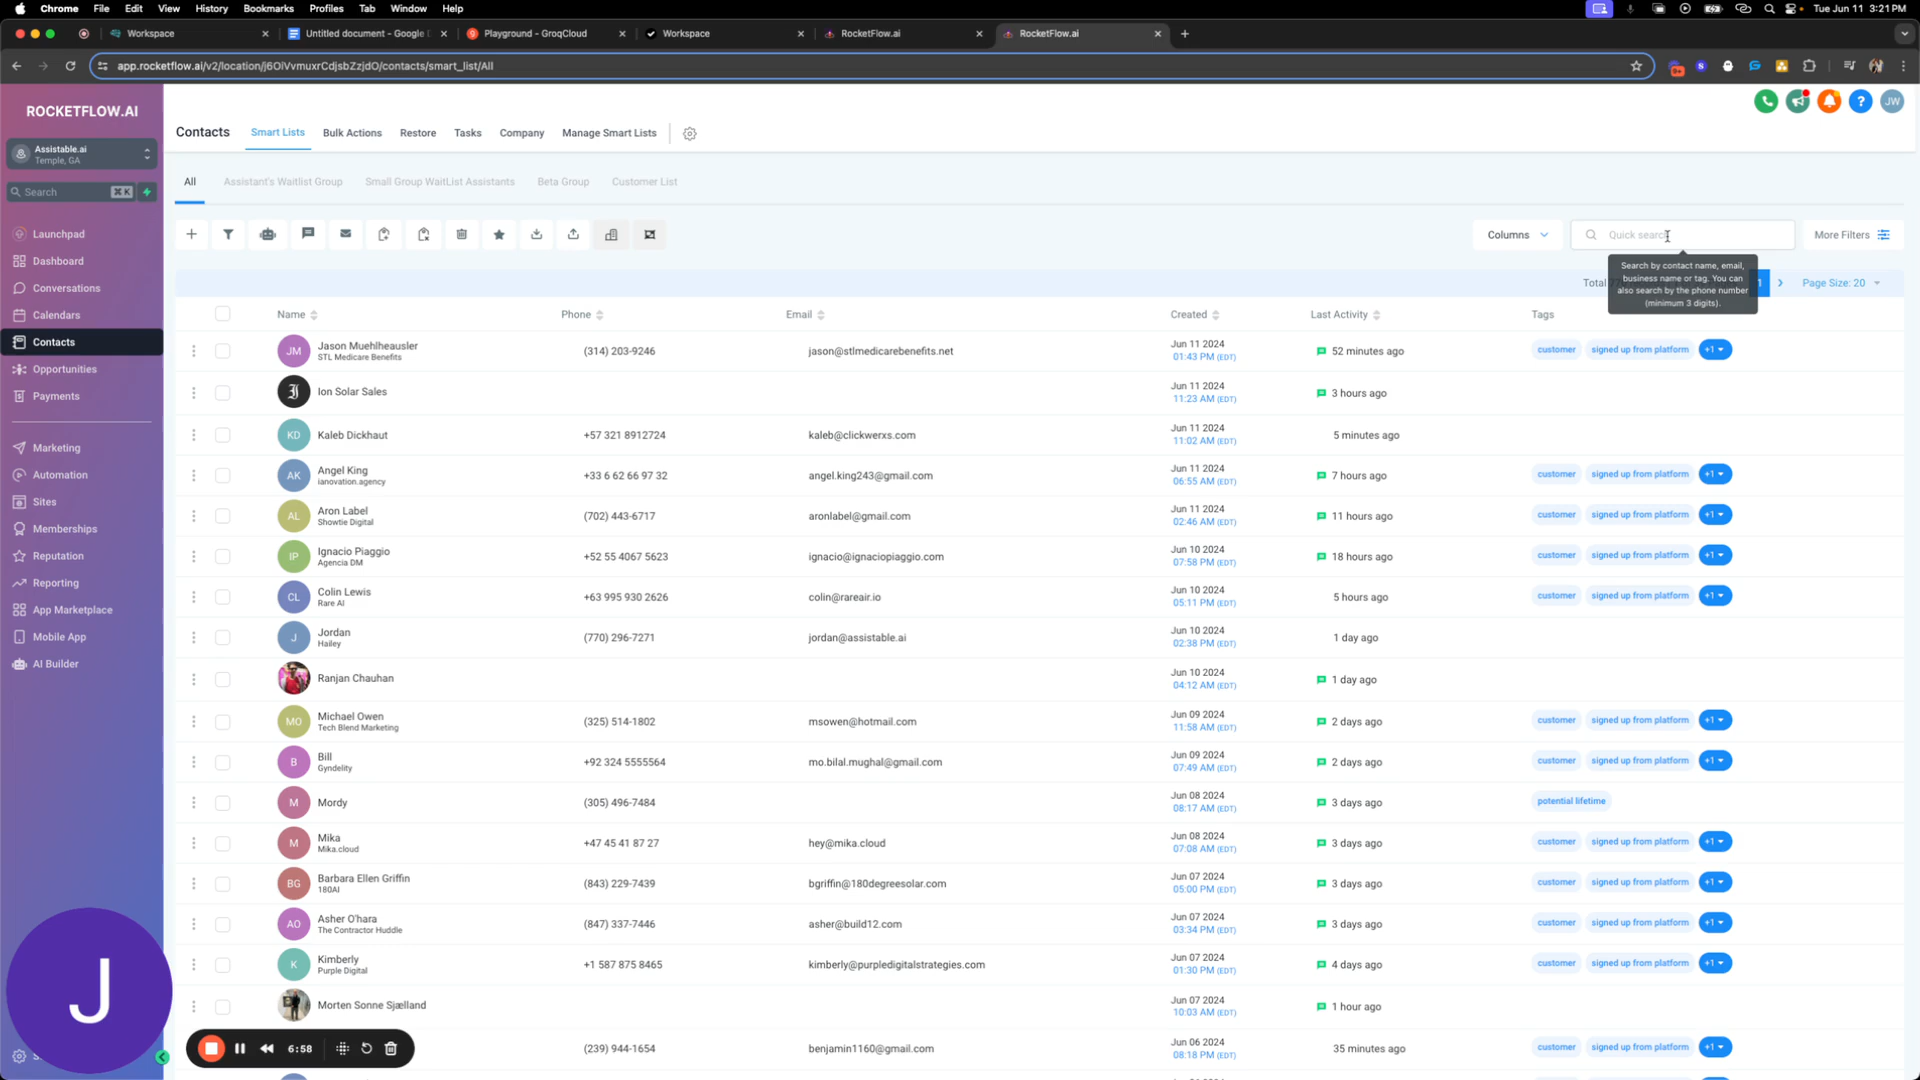 Chrome File Edit View History Bookmarks Profiles Tab Window Help Tue Jun 11 3:21 PM
Workspace Untitled document - Google D Playground - GroqCloud Workspace RocketFlow.ai RocketFlow.ai
app.rocketflow.ai/v2/location/j6OiVvmuxrCdjsbZzjdO/contacts/smart_list/All
9+
ROCKETFLOW.AI
Assistable.ai
Temple, GA
Search ⌘ K
Launchpad
Dashboard
Conversations
Calendars
Contacts
Opportunities
Payments
Marketing
Automation
Sites
Memberships
Reputation
Reporting
App Marketplace
Mobile App
AI Builder
J
6:58
JW
Contacts Smart Lists Bulk Actions Restore Tasks Company Manage Smart Lists
All Assistant's Waitlist Group Small Group WaitList Assistants Beta Group Customer List
Columns Quick search More Filters
Search by contact name, email,
business name or tag. You can
also search by the phone number
(minimum 3 digits).
Total 1 Page Size: 20
Name Phone Email Created Last Activity Tags
JM Jason Muehlheausler (314) 203-9246 jason@stlmedicarebenefits.net Jun 11 2024 52 minutes ago customer signed up from platform +1
STL Medicare Benefits 01:43 PM (EDT)
Ion Solar Sales Jun 11 2024 3 hours ago
11:23 AM (EDT)
KD Kaleb Dickhaut +57 321 8912724 kaleb@clickwerxs.com Jun 11 2024 5 minutes ago
11:02 AM (EDT)
AK Angel King +33 6 62 66 97 32 angel.king243@gmail.com Jun 11 2024 7 hours ago customer signed up from platform +1
ianovation.agency 06:55 AM (EDT)
AL Aron Label (702) 443-6717 aronlabel@gmail.com Jun 11 2024 11 hours ago customer signed up from platform +1
Showtie Digital 02:46 AM (EDT)
IP Ignacio Piaggio +52 55 4067 5623 ignacio@ignaciopiaggio.com Jun 10 2024 18 hours ago customer signed up from platform +1
Agencia DM 07:58 PM (EDT)
CL Colin Lewis +63 995 930 2626 colin@rareair.io Jun 10 2024 5 hours ago customer signed up from platform +1
Rare AI 05:11 PM (EDT)
J Jordan (770) 296-7271 jordan@assistable.ai Jun 10 2024 1 day ago
Hailey 02:38 PM (EDT)
Ranjan Chauhan Jun 10 2024 1 day ago
04:12 AM (EDT)
MO Michael Owen (325) 514-1802 msowen@hotmail.com Jun 09 2024 2 days ago customer signed up from platform +1
Tech Blend Marketing 11:58 AM (EDT)
B Bill +92 324 5555564 mo.bilal.mughal@gmail.com Jun 09 2024 2 days ago customer signed up from platform +1
Gyndelity 07:49 AM (EDT)
M Mordy (305) 496-7484 Jun 08 2024 3 days ago potential lifetime
08:17 AM (EDT)
M Mika +47 45 41 87 27 hey@mika.cloud Jun 08 2024 3 days ago customer signed up from platform +1
Mika.cloud 07:08 AM (EDT)
BG Barbara Ellen Griffin (843) 229-7439 bgriffin@180degreesolar.com Jun 07 2024 3 days ago customer signed up from platform +1
180AI 05:00 PM (EDT)
AO Asher O'hara (847) 337-7446 asher@build12.com Jun 07 2024 3 days ago customer signed up from platform +1
The Contractor Huddle 03:34 PM (EDT)
K Kimberly +1 587 875 8465 kimberly@purpledigitalstrategies.com Jun 07 2024 4 days ago customer signed up from platform +1
Purple Digital 01:30 PM (EDT)
Morten Sonne Sjælland Jun 07 2024 1 hour ago
10:03 AM (EDT)
(239) 944-1654 benjamin1160@gmail.com Jun 06 2024 35 minutes ago customer signed up from platform +1
08:18 PM (EDT)